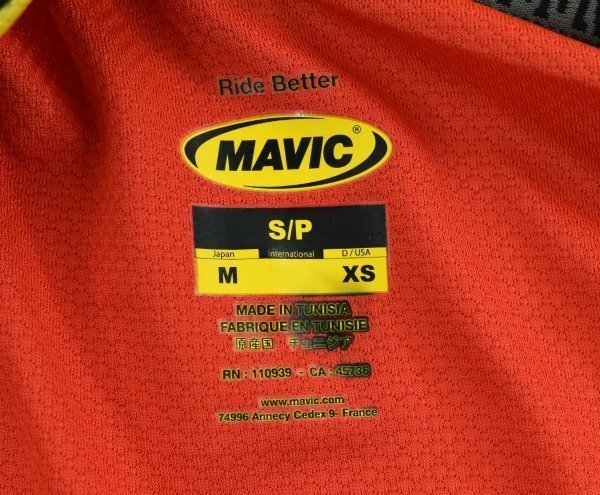 Ride Better
MAVIC®
S/P
Japan International D / USA
M XS
MADE IN TUNISIA
FABRIQUE EN TUNISIE
原産国 チュニジア
RN : 110939 - CA : 45736
www.mavic.com
74996 Annecy Cedex 9- France